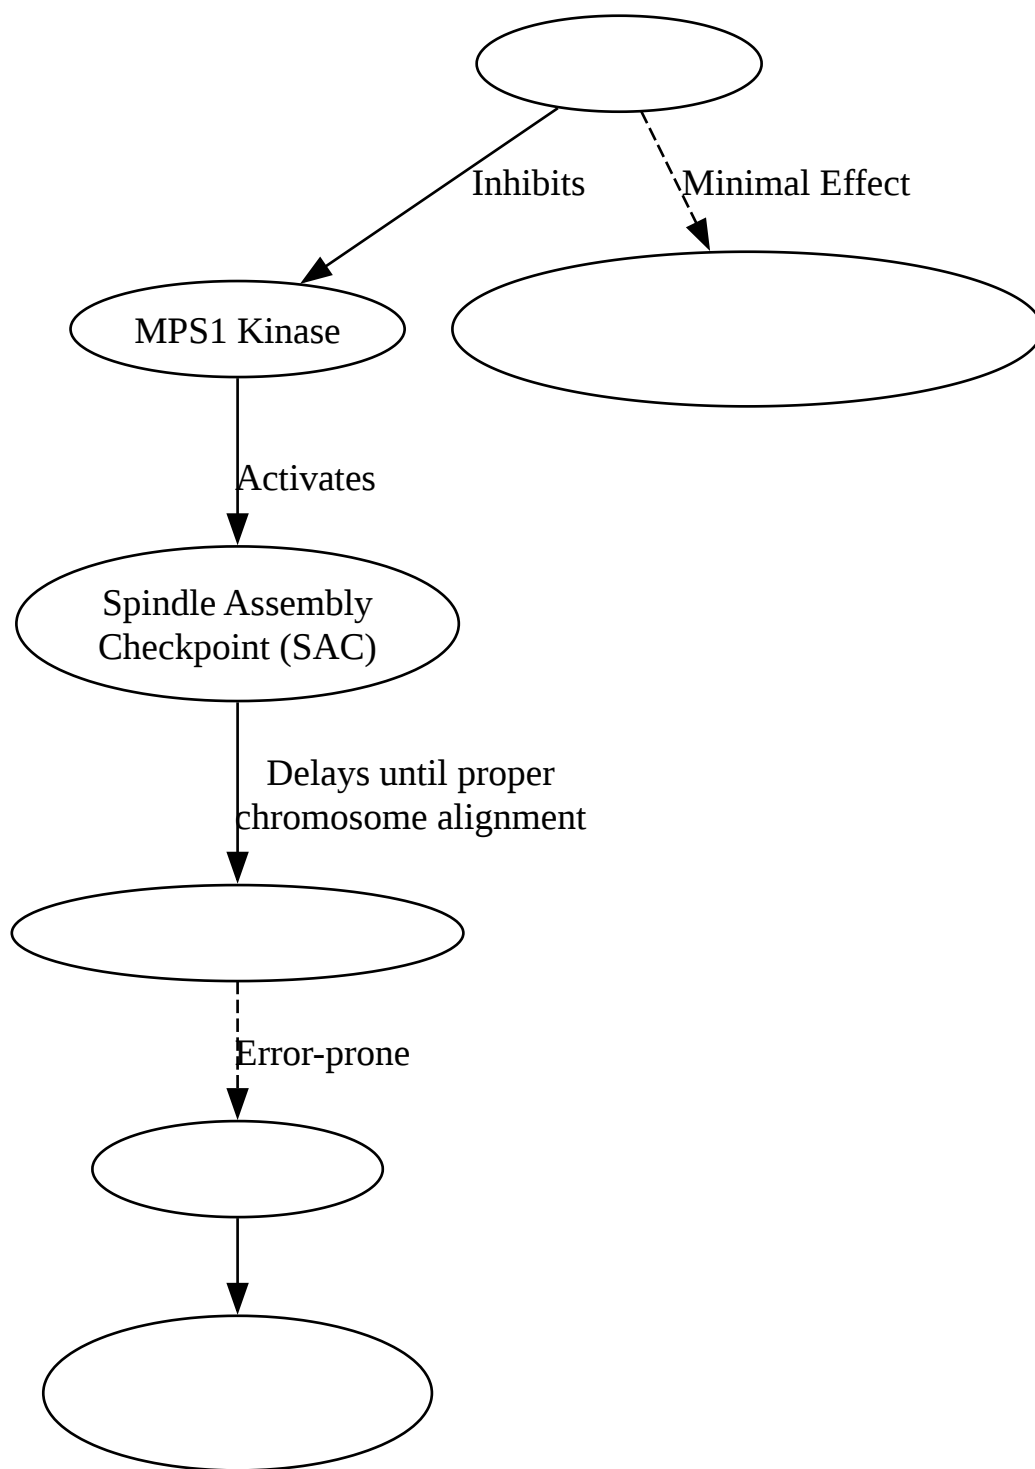 Inhibits
Minimal Effect
MPS1 Kinase
Activates
Spindle Assembly
Checkpoint (SAC)
Delays until proper
chromosome alignment
Error-prone